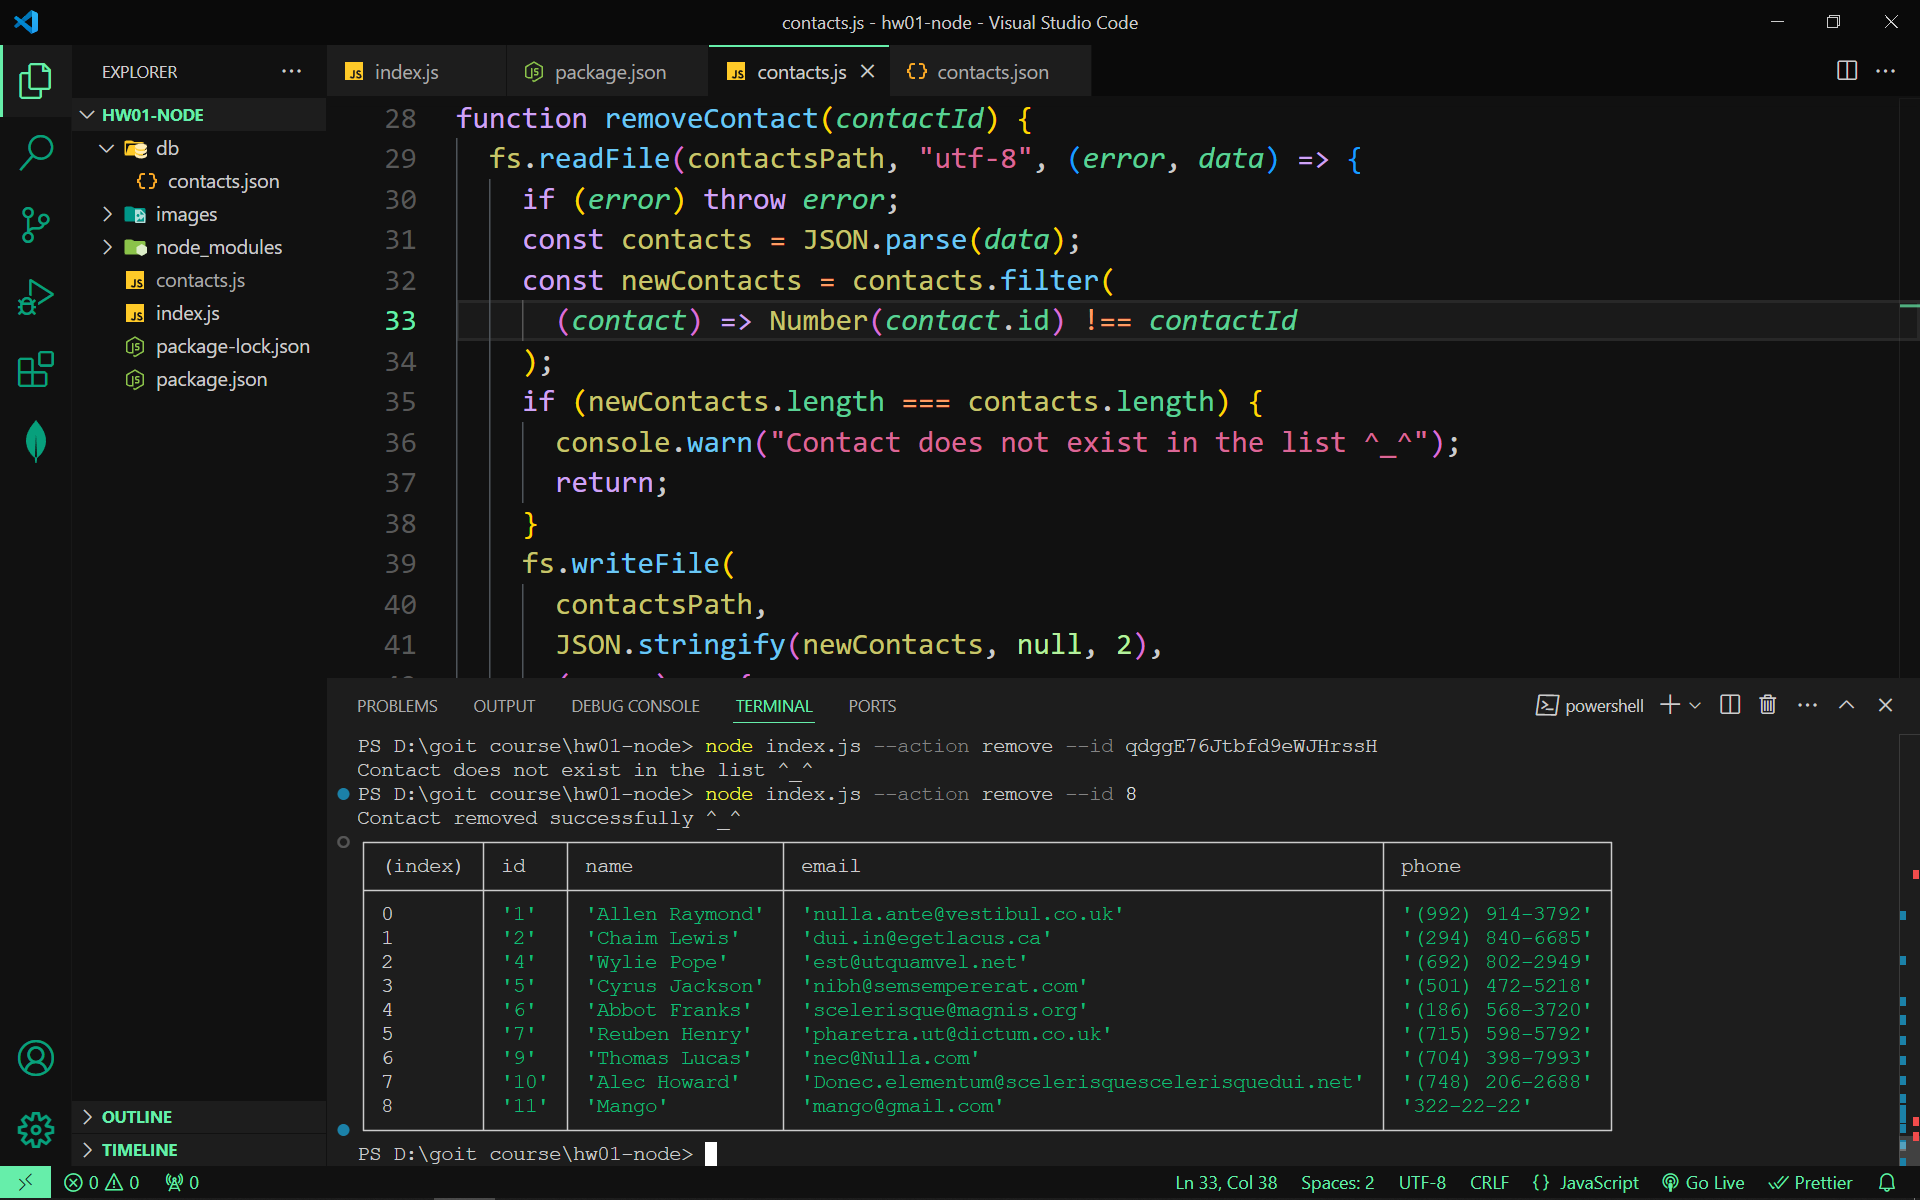 contacts.js - hw01-node - Visual Studio Code
EXPLORER
HW01-NODE
db
contacts.json
images
node_modules
contacts.js
index.js
package-lock.json
package.json
OUTLINE
TIMELINE
index.js
package.json
contacts.js
contacts.json
28 function removeContact(contactId) {
29 fs.readFile(contactsPath, "utf-8", (error, data) => {
30 if (error) throw error;
31 const contacts = JSON.parse(data);
32 const newContacts = contacts.filter(
33 (contact) => Number(contact.id) !== contactId
34 );
35 if (newContacts.length === contacts.length) {
36 console.warn("Contact does not exist in the list ^_^");
37 return;
38 }
39 fs.writeFile(
40 contactsPath,
41 JSON.stringify(newContacts, null, 2),
PROBLEMS OUTPUT DEBUG CONSOLE TERMINAL PORTS
powershell
PS D:\goit course\hw01-node> node index.js --action remove --id qdggE76Jtbfd9eWJHrssH
Contact does not exist in the list ^_^
PS D:\goit course\hw01-node> node index.js --action remove --id 8
Contact removed successfully ^_^
(index) id name email phone
0 '1' 'Allen Raymond' 'nulla.ante@vestibul.co.uk' '(992) 914-3792'
1 '2' 'Chaim Lewis' 'dui.in@egetlacus.ca' '(294) 840-6685'
2 '4' 'Wylie Pope' 'est@utquamvel.net' '(692) 802-2949'
3 '5' 'Cyrus Jackson' 'nibh@semsempererat.com' '(501) 472-5218'
4 '6' 'Abbot Franks' 'scelerisque@magnis.org' '(186) 568-3720'
5 '7' 'Reuben Henry' 'pharetra.ut@dictum.co.uk' '(715) 598-5792'
6 '9' 'Thomas Lucas' 'nec@Nulla.com' '(704) 398-7993'
7 '10' 'Alec Howard' 'Donec.elementum@scelerisquescelerisquedui.net' '(748) 206-2688'
8 '11' 'Mango' 'mango@gmail.com' '322-22-22'
PS D:\goit course\hw01-node>
0 0 0 Ln 33, Col 38 Spaces: 2 UTF-8 CRLF {} JavaScript Go Live Prettier